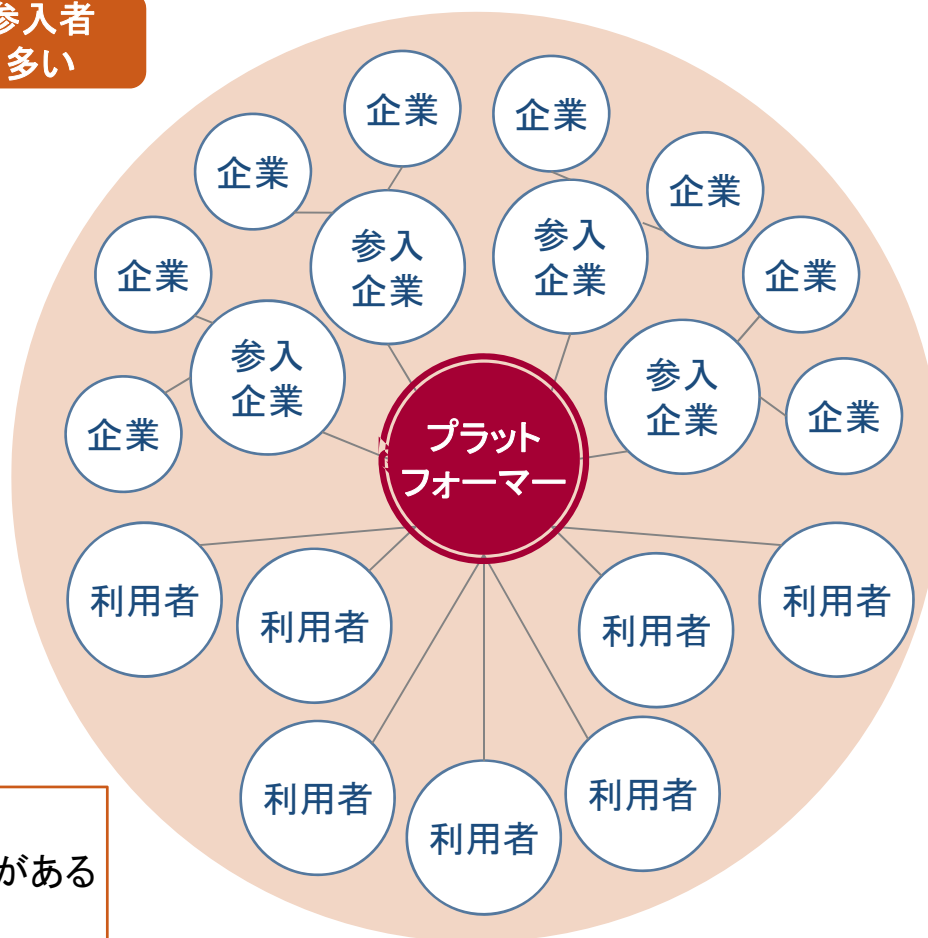 参入者
多い
企業
企業
企業
企業
参入
企業
参入
企業
企業
企業
参入
企業
参入
企業
企業
企業
プラット
フォーマー
利用者
利用者
利用者
利用者
利用者
利用者
利用者
がある